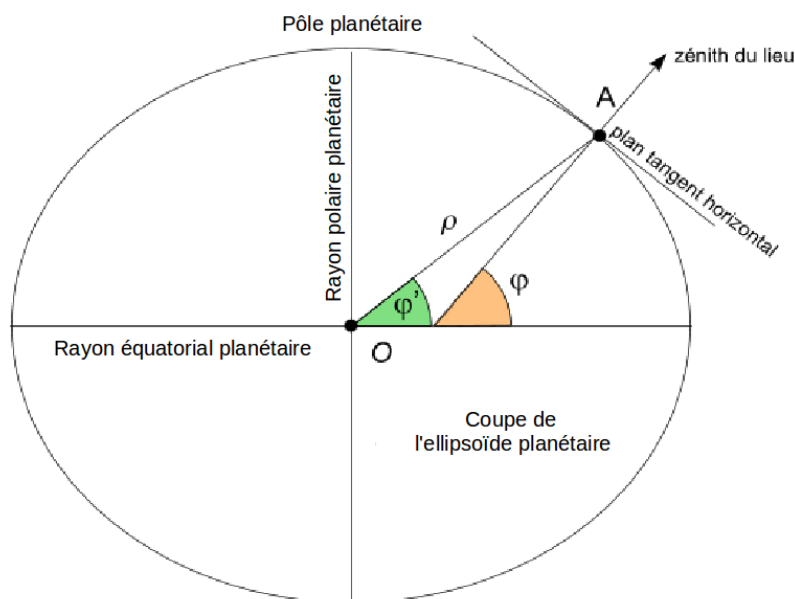 Pôle planétaire
zénith du lieu
A
plan tangent horizontal
Rayon polaire planétaire
ρ
φ
φ'
Rayon équatorial planétaire
O
Coupe de
l'ellipsoïde planétaire